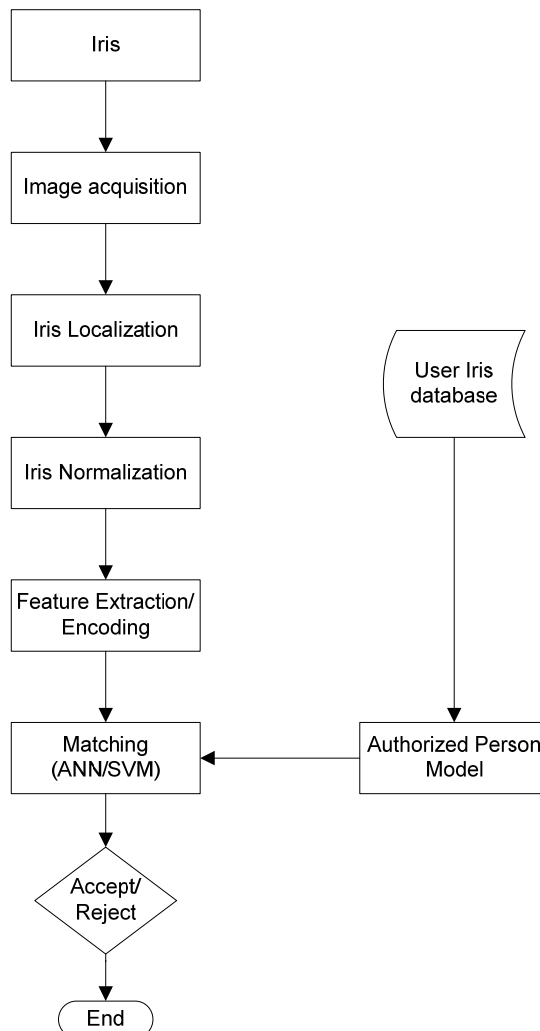 Iris
Image acquisition
Iris Localization
User Iris
database
Iris Normalization
Feature Extraction/
Encoding
Matching
(ANN/SVM)
Authorized Person
Model
Accept/
Reject
End